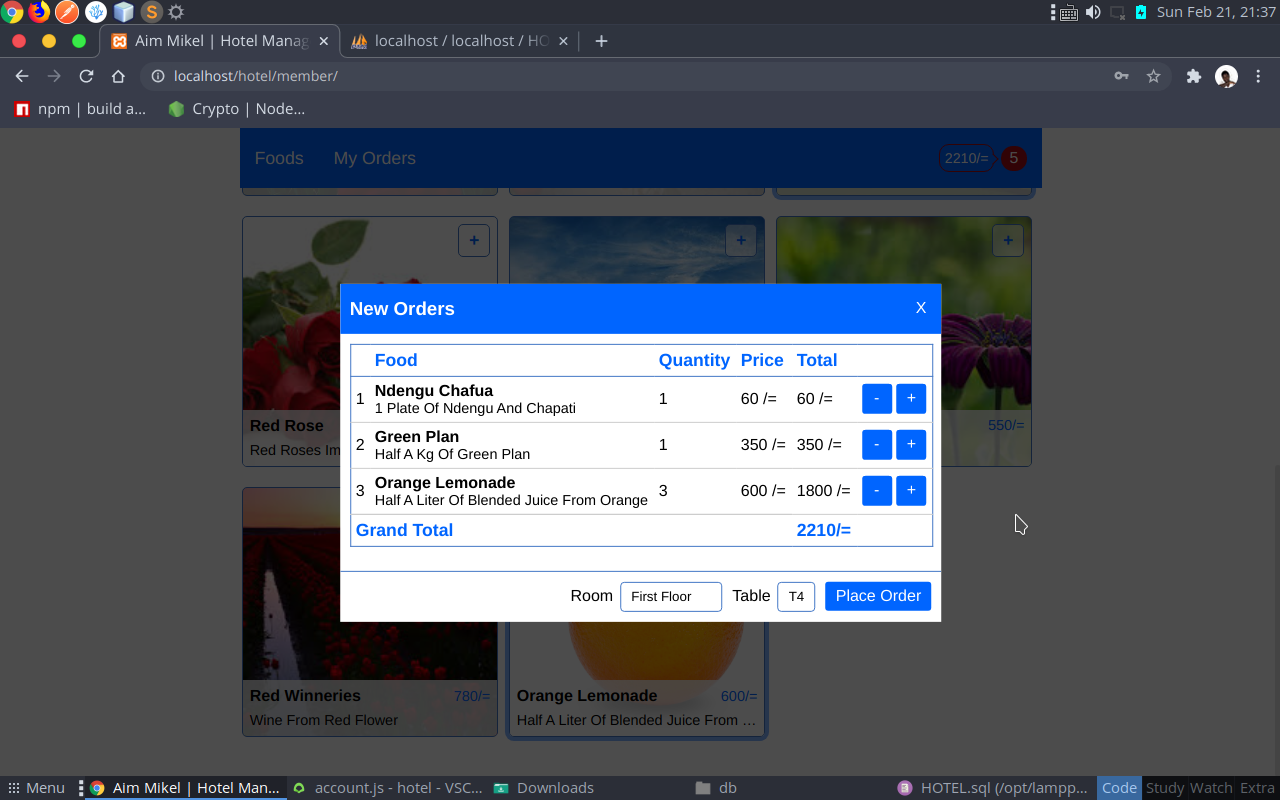 Sun Feb 21, 21:37
Aim Mikel | Hotel Manag
localhost / localhost / HO
localhost/hotel/member/
npm | build a...
Crypto | Node...
Foods
My Orders
2210/=
5
+
+
+
New Orders
X
Food Quantity Price Total
1 Ndengu Chafua 1 60 /= 60 /= - +
1 Plate Of Ndengu And Chapati
2 Green Plan 1 350 /= 350 /= - +
Half A Kg Of Green Plan
3 Orange Lemonade 3 600 /= 1800 /= - +
Half A Liter Of Blended Juice From Orange
Grand Total 2210/=
Room First Floor Table T4 Place Order
Red Rose
Red Roses Im
550/=
Red Winneries 780/=
Wine From Red Flower
Orange Lemonade 600/=
Half A Liter Of Blended Juice From ...
Menu
Aim Mikel | Hotel Man...
account.js - hotel - VSC...
Downloads
db
HOTEL.sql (/opt/lampp...
Code Study Watch Extra